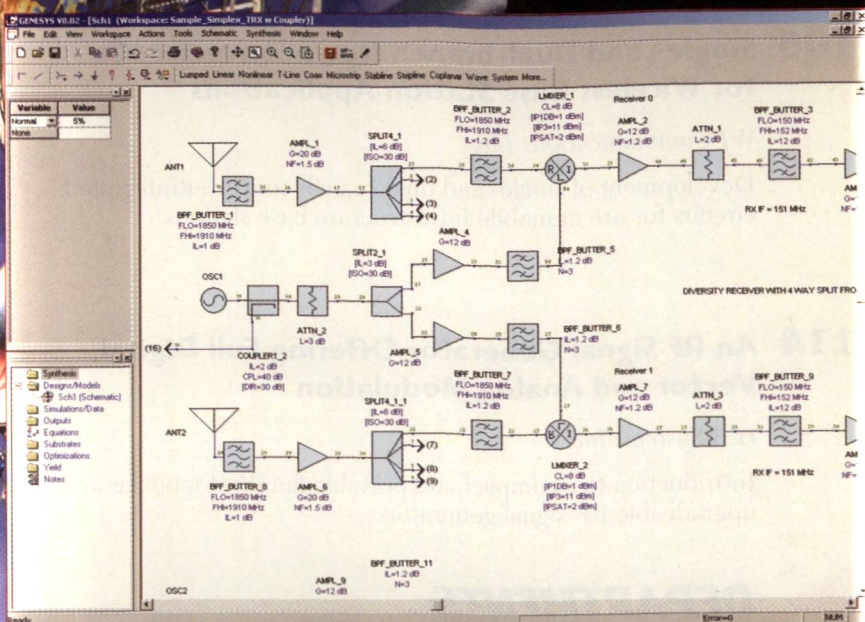 GENESYS V8.02 - [Sch1 (Workspace: Sample_Simplex_TRX w Coupler)]
File Edit View Workspace Actions Tools Schematic Synthesis Window Help
Lumped Linear Nonlinear T-Line Coax Microstrip Slabline Stripline Coplanar Wave System More...
Variable Value
Normal 5%
None
ANT1
BPF_BUTTER_1
FLO=1850 MHz
FHI=1910 MHz
IL=1 dB
AMPL_1
G=20 dB
NF=1.5 dB
SPLIT4_1
[IL=6 dB]
[ISO=30 dB]
(2)
(3)
(4)
BPF_BUTTER_2
FLO=1850 MHz
FHI=1910 MHz
IL=1.2 dB
LMIXER_1
CL=8 dB
[IP1DB=1 dBm]
[IIP3=11 dBm]
[IPSAT=2 dBm]
R I
Receiver 0
AMPL_2
G=12 dB
NF=1.2 dB
ATTN_1
L=2 dB
BPF_BUTTER_3
FLO=150 MHz
FHI=152 MHz
IL=12 dB
RX IF = 151 MHz
OSC1
COUPLER1_2
IL=2 dB
CPL=40 dB
[DIR=30 dB]
(16)
ATTN_2
L=3 dB
SPLIT2_1
[IL=3 dB]
[ISO=30 dB]
AMPL_4
G=12 dB
BPF_BUTTER_5
IL=1.2 dB
N=3
AMPL_5
G=12 dB
BPF_BUTTER_6
IL=1.2 dB
N=3
DIVERSITY RECEIVER WITH 4 WAY SPLIT FRO
Synthesis
Designs/Models
Sch1 (Schematic)
Simulations/Data
Outputs
Equations
Substrates
Optimizations
Yield
Notes
ANT2
BPF_BUTTER_8
FLO=1850 MHz
FHI=1910 MHz
IL=1 dB
AMPL_6
G=20 dB
NF=1.5 dB
SPLIT4_1_1
[IL=6 dB]
[ISO=30 dB]
(7)
(8)
(9)
BPF_BUTTER_7
FLO=1850 MHz
FHI=1910 MHz
IL=1.2 dB
LMIXER_2
CL=8 dB
[IP1DB=1 dBm]
[IIP3=11 dBm]
[IPSAT=2 dBm]
Receiver 1
AMPL_7
G=12 dB
NF=1.2 dB
ATTN_3
L=2 dB
BPF_BUTTER_9
FLO=150 MHz
FHI=152 MHz
IL=12 dB
RX IF = 151 MHz
OSC2
AMPL_9
G=12 dB
BPF_BUTTER_11
IL=1.2 dB
N=3
Ready
Error=0
NUM